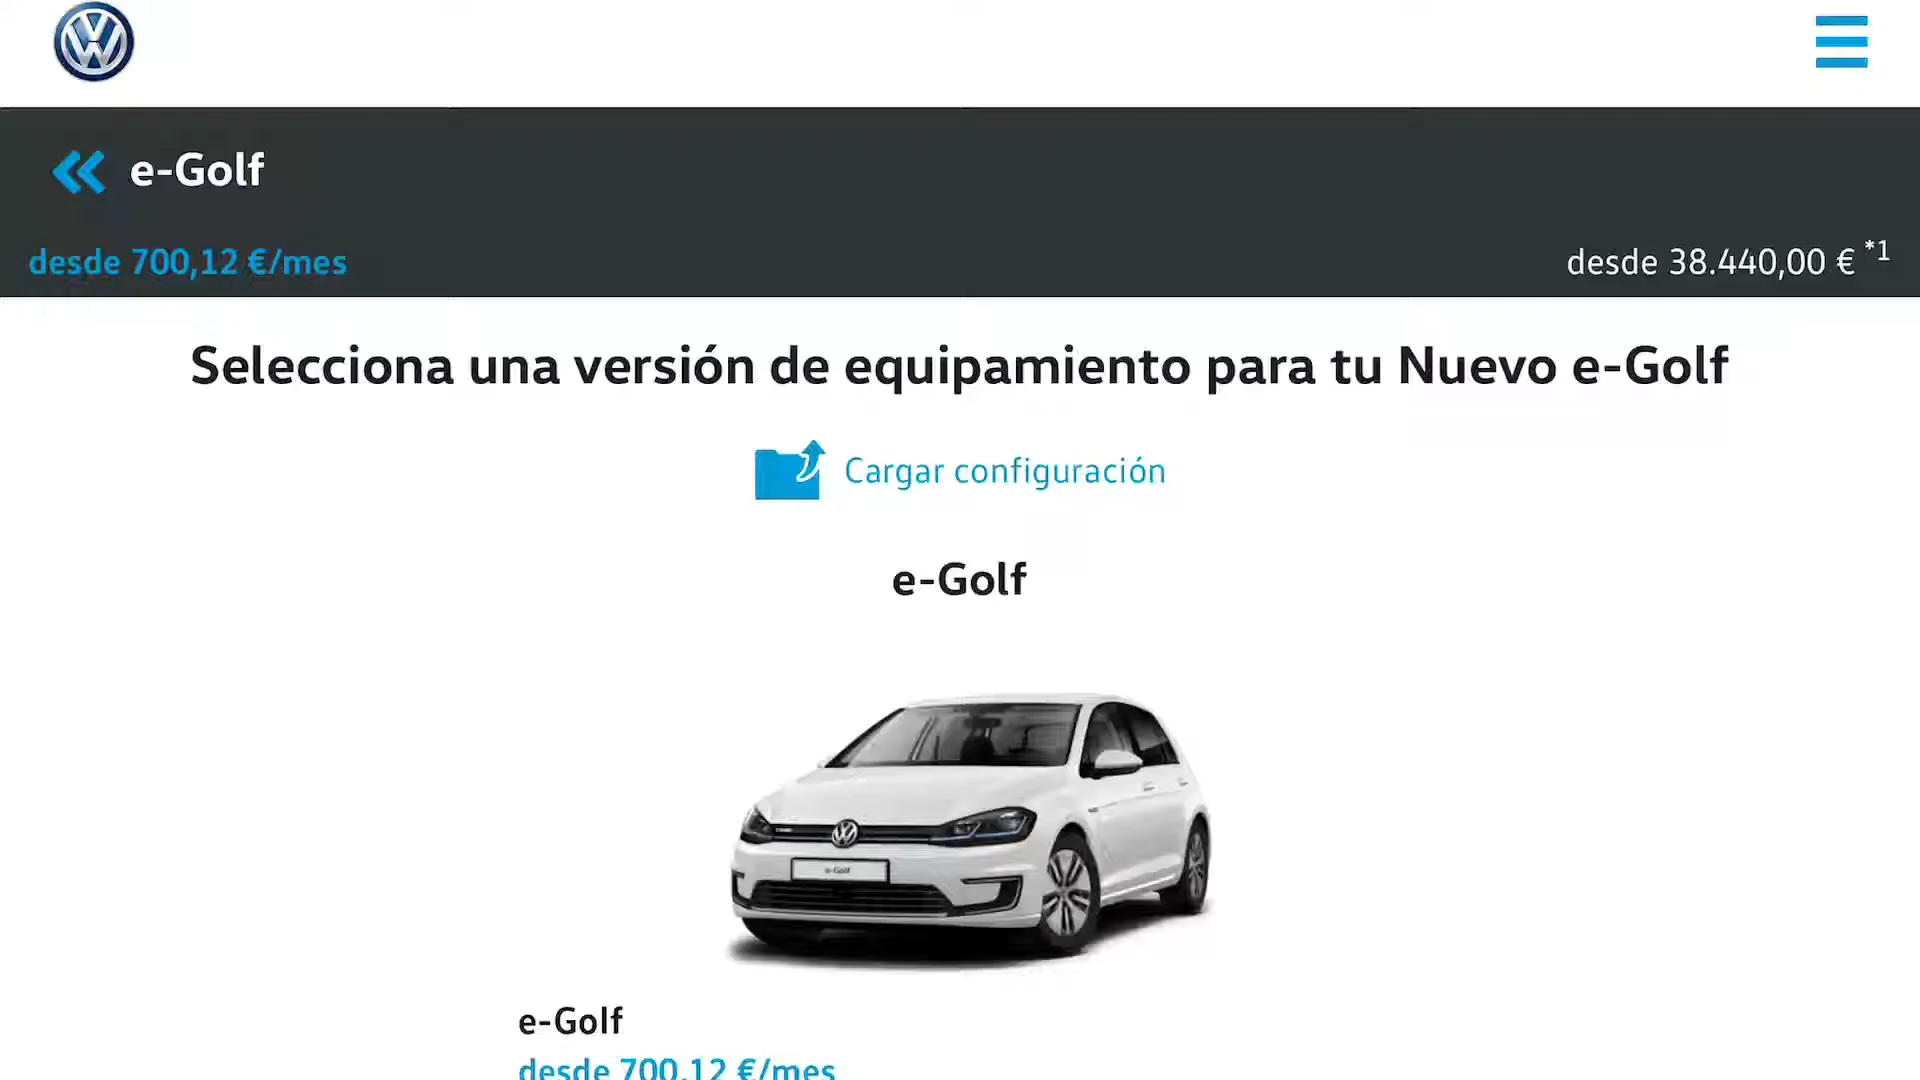 e-Golf
desde 700,12 €/mes
desde 38.440,00 € *1
Selecciona una versión de equipamiento para tu Nuevo e-Golf
Cargar configuración
e-Golf
e-Golf
e-Golf
desde 700,12 €/mes